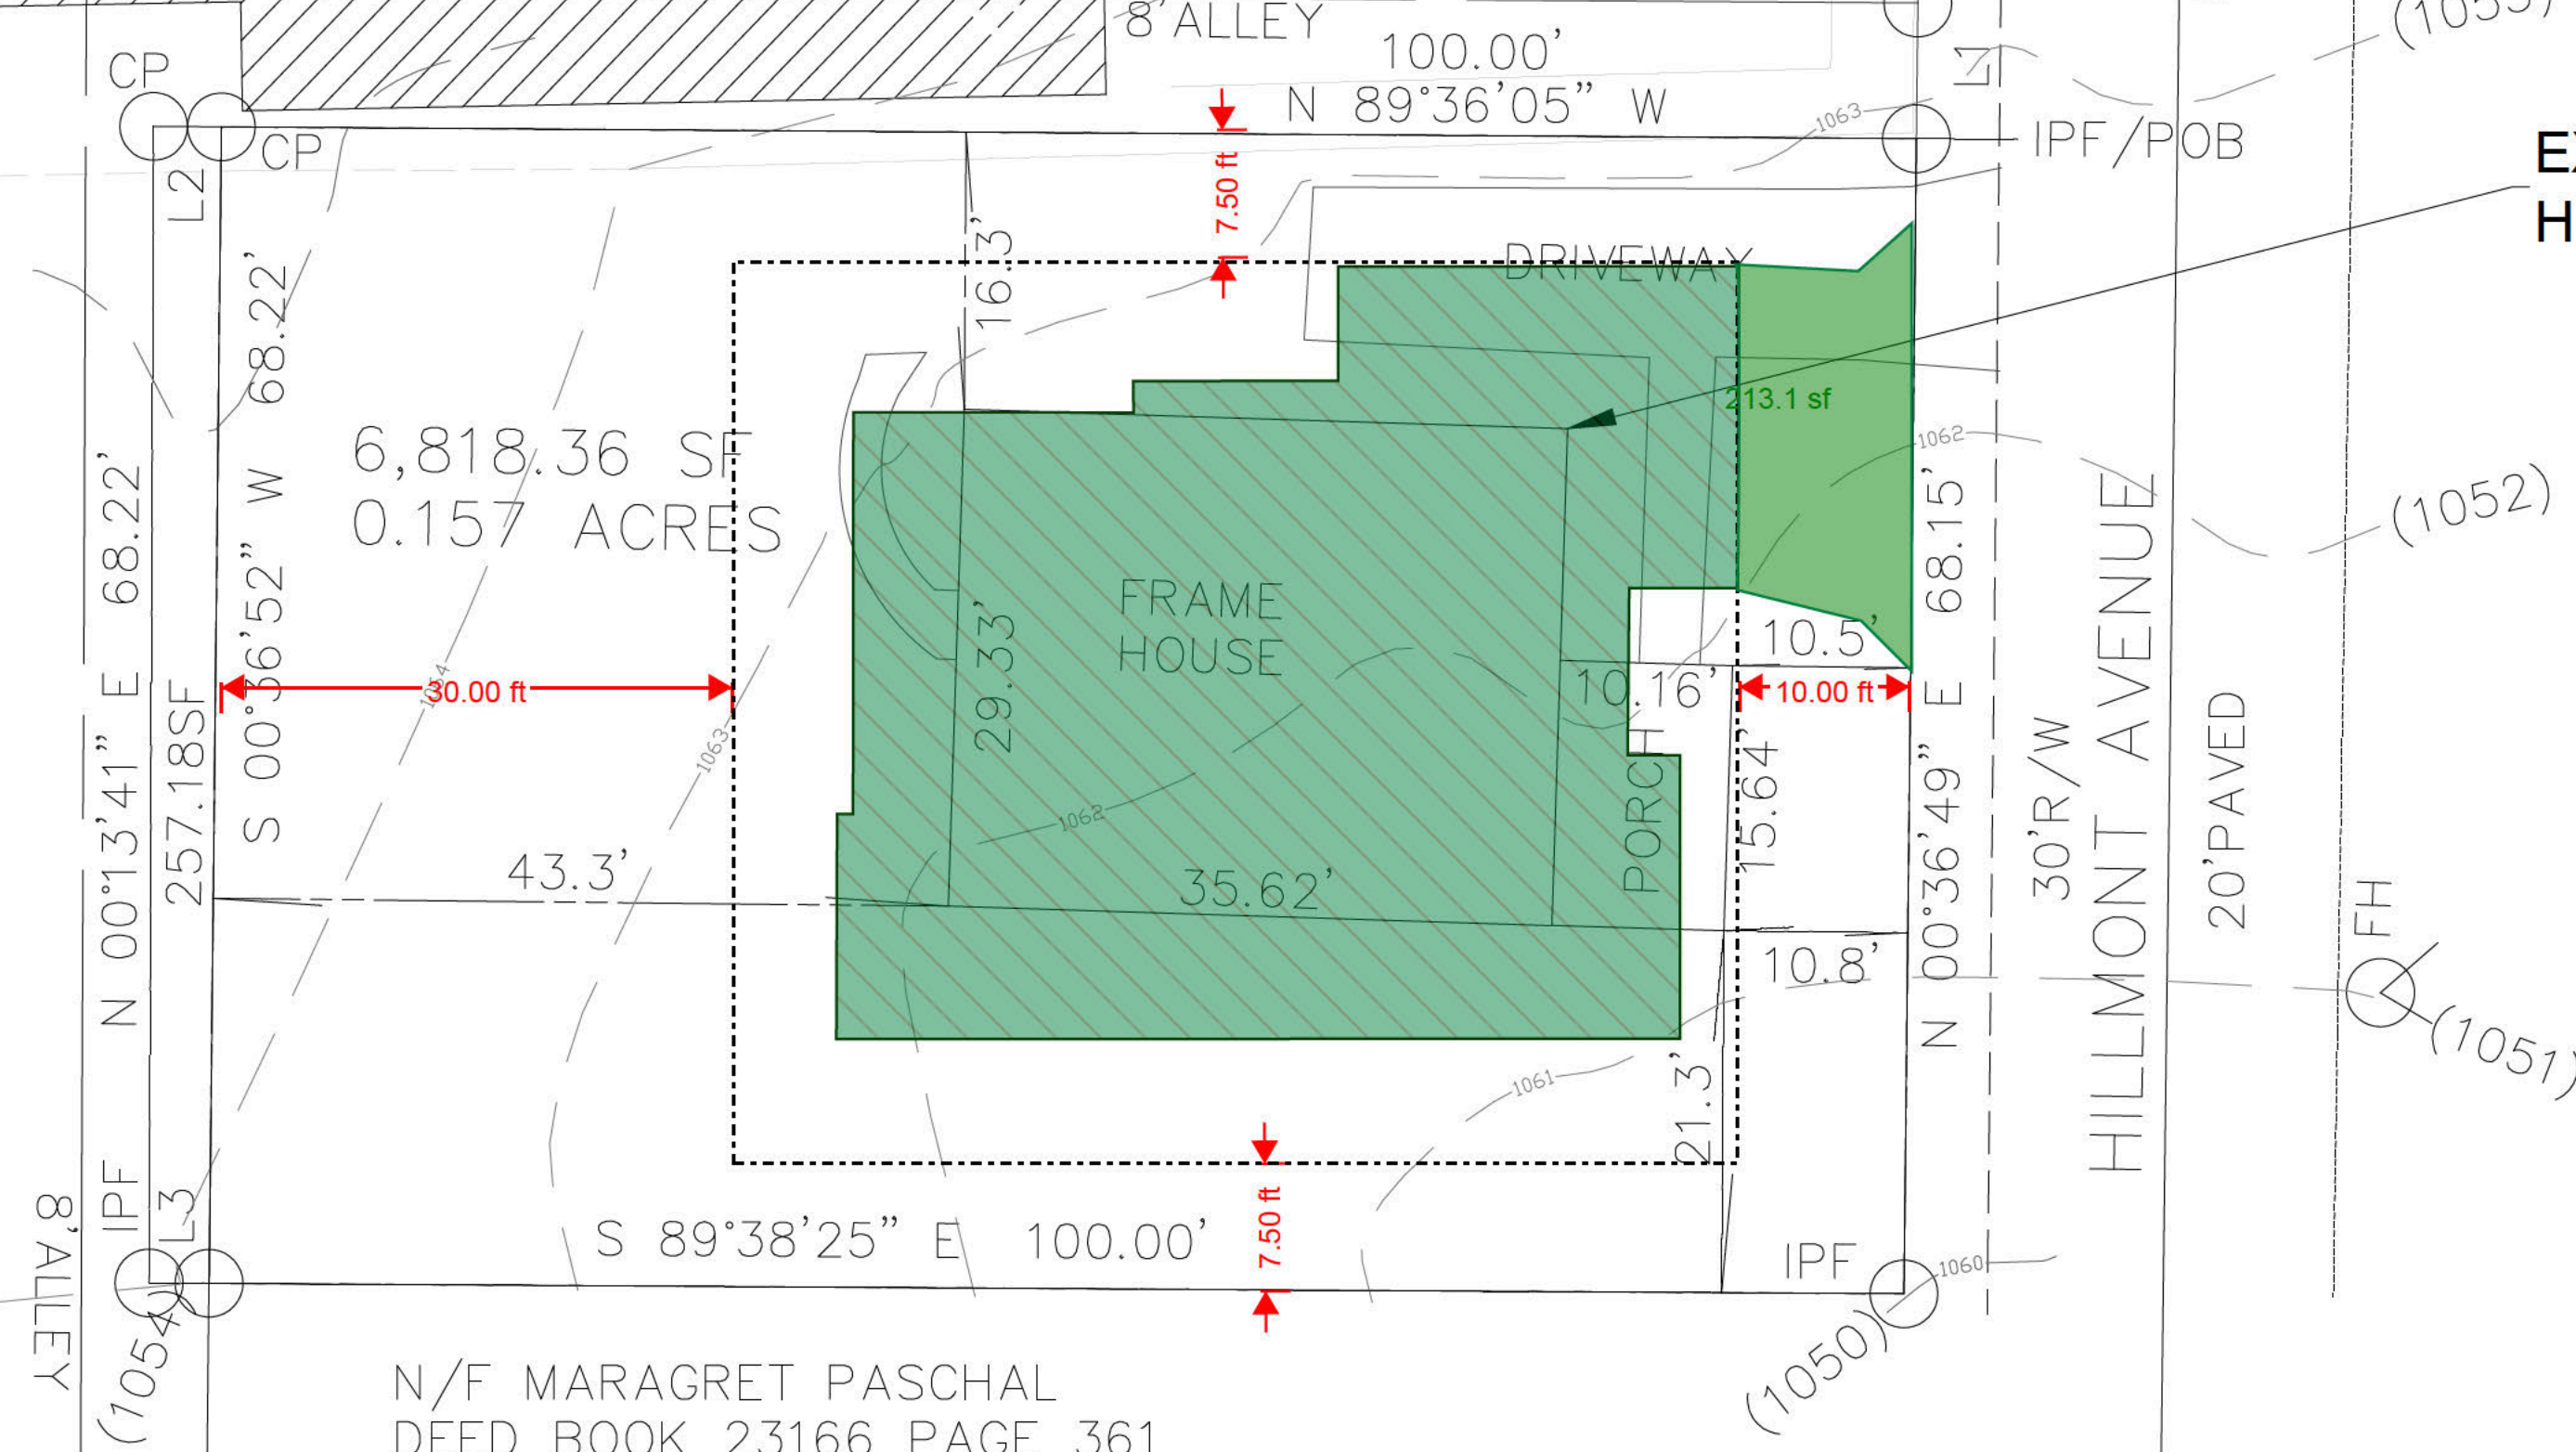 8'ALLEY
100.00'
N 89°36'05" W
L1
CP
CP
IPF/POB
1063
L2
7.50 ft
16.3'
DRIVEWAY
S 00°36'52" W 68.22'
6,818.36 SF
0.157 ACRES
213.1 sf
1062
(1052)
FRAME
HOUSE
29.33'
10.5'
10.16'
30.00 ft
10.00 ft
1064
1063
N 00°13'41" E 68.22'
257.18SF
N 00°36'49" E 68.15'
PORCH
15.64'
30'R/W
HILLMONT AVENUE
20'PAVED
FH
1062
43.3'
35.62'
10.8'
(1051)
1061
21.3'
7.50 ft
IPF
L3
8'ALLEY
S 89°38'25" E 100.00'
IPF
1060
(1054)
(1050)
N/F MARAGRET PASCHAL
DEED BOOK 23166 PAGE 361